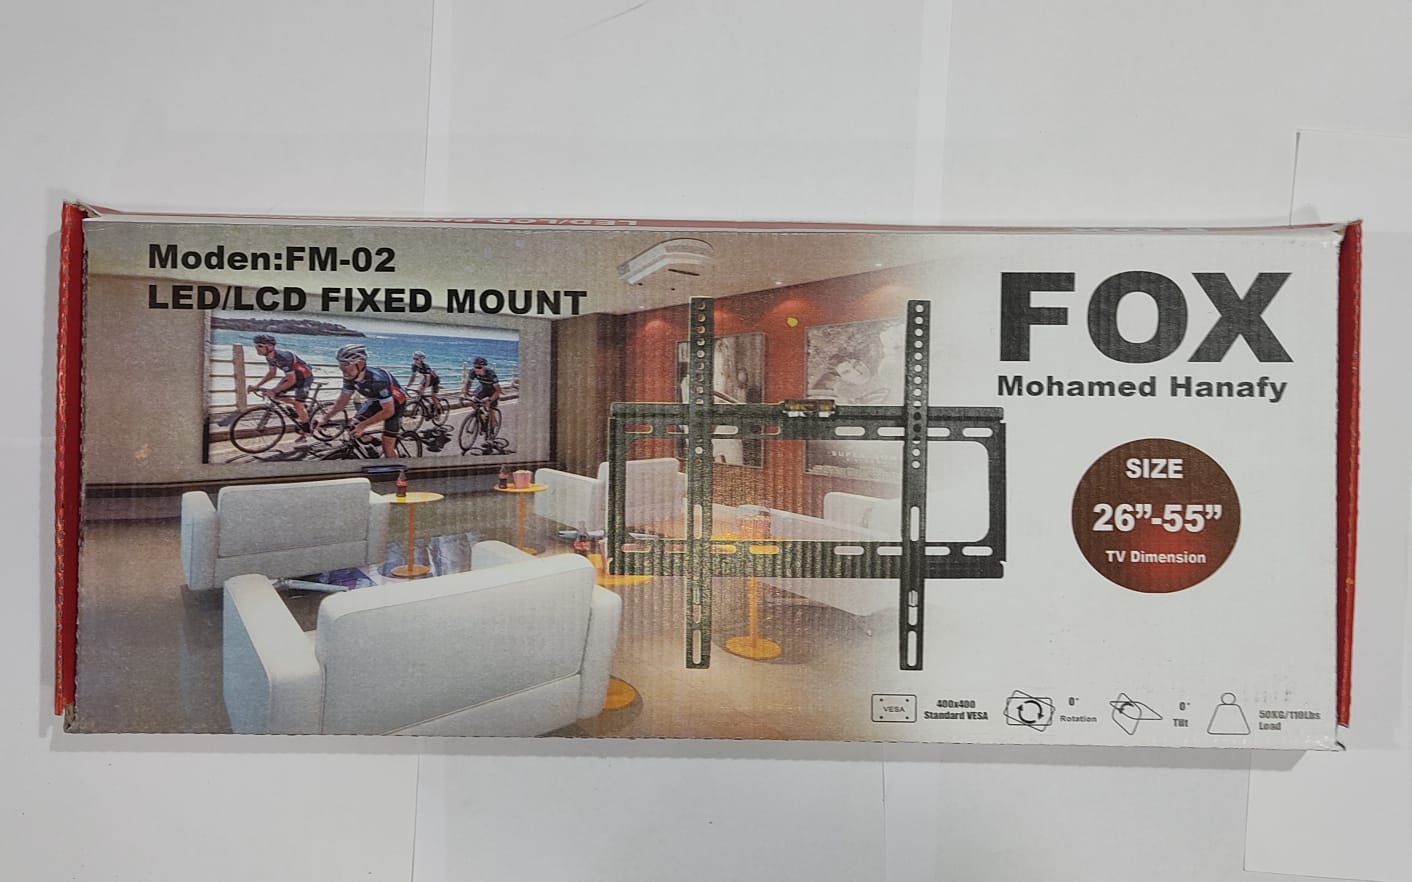 Moden:FM-02
LED/LCD FIXED MOUNT
FOX
Mohamed Hanafy
SIZE
26”-55”
TV Dimension
VESA
400x400
Standard VESA
0°
Rotation
0°
Tilt
50KG/110Lbs
Load